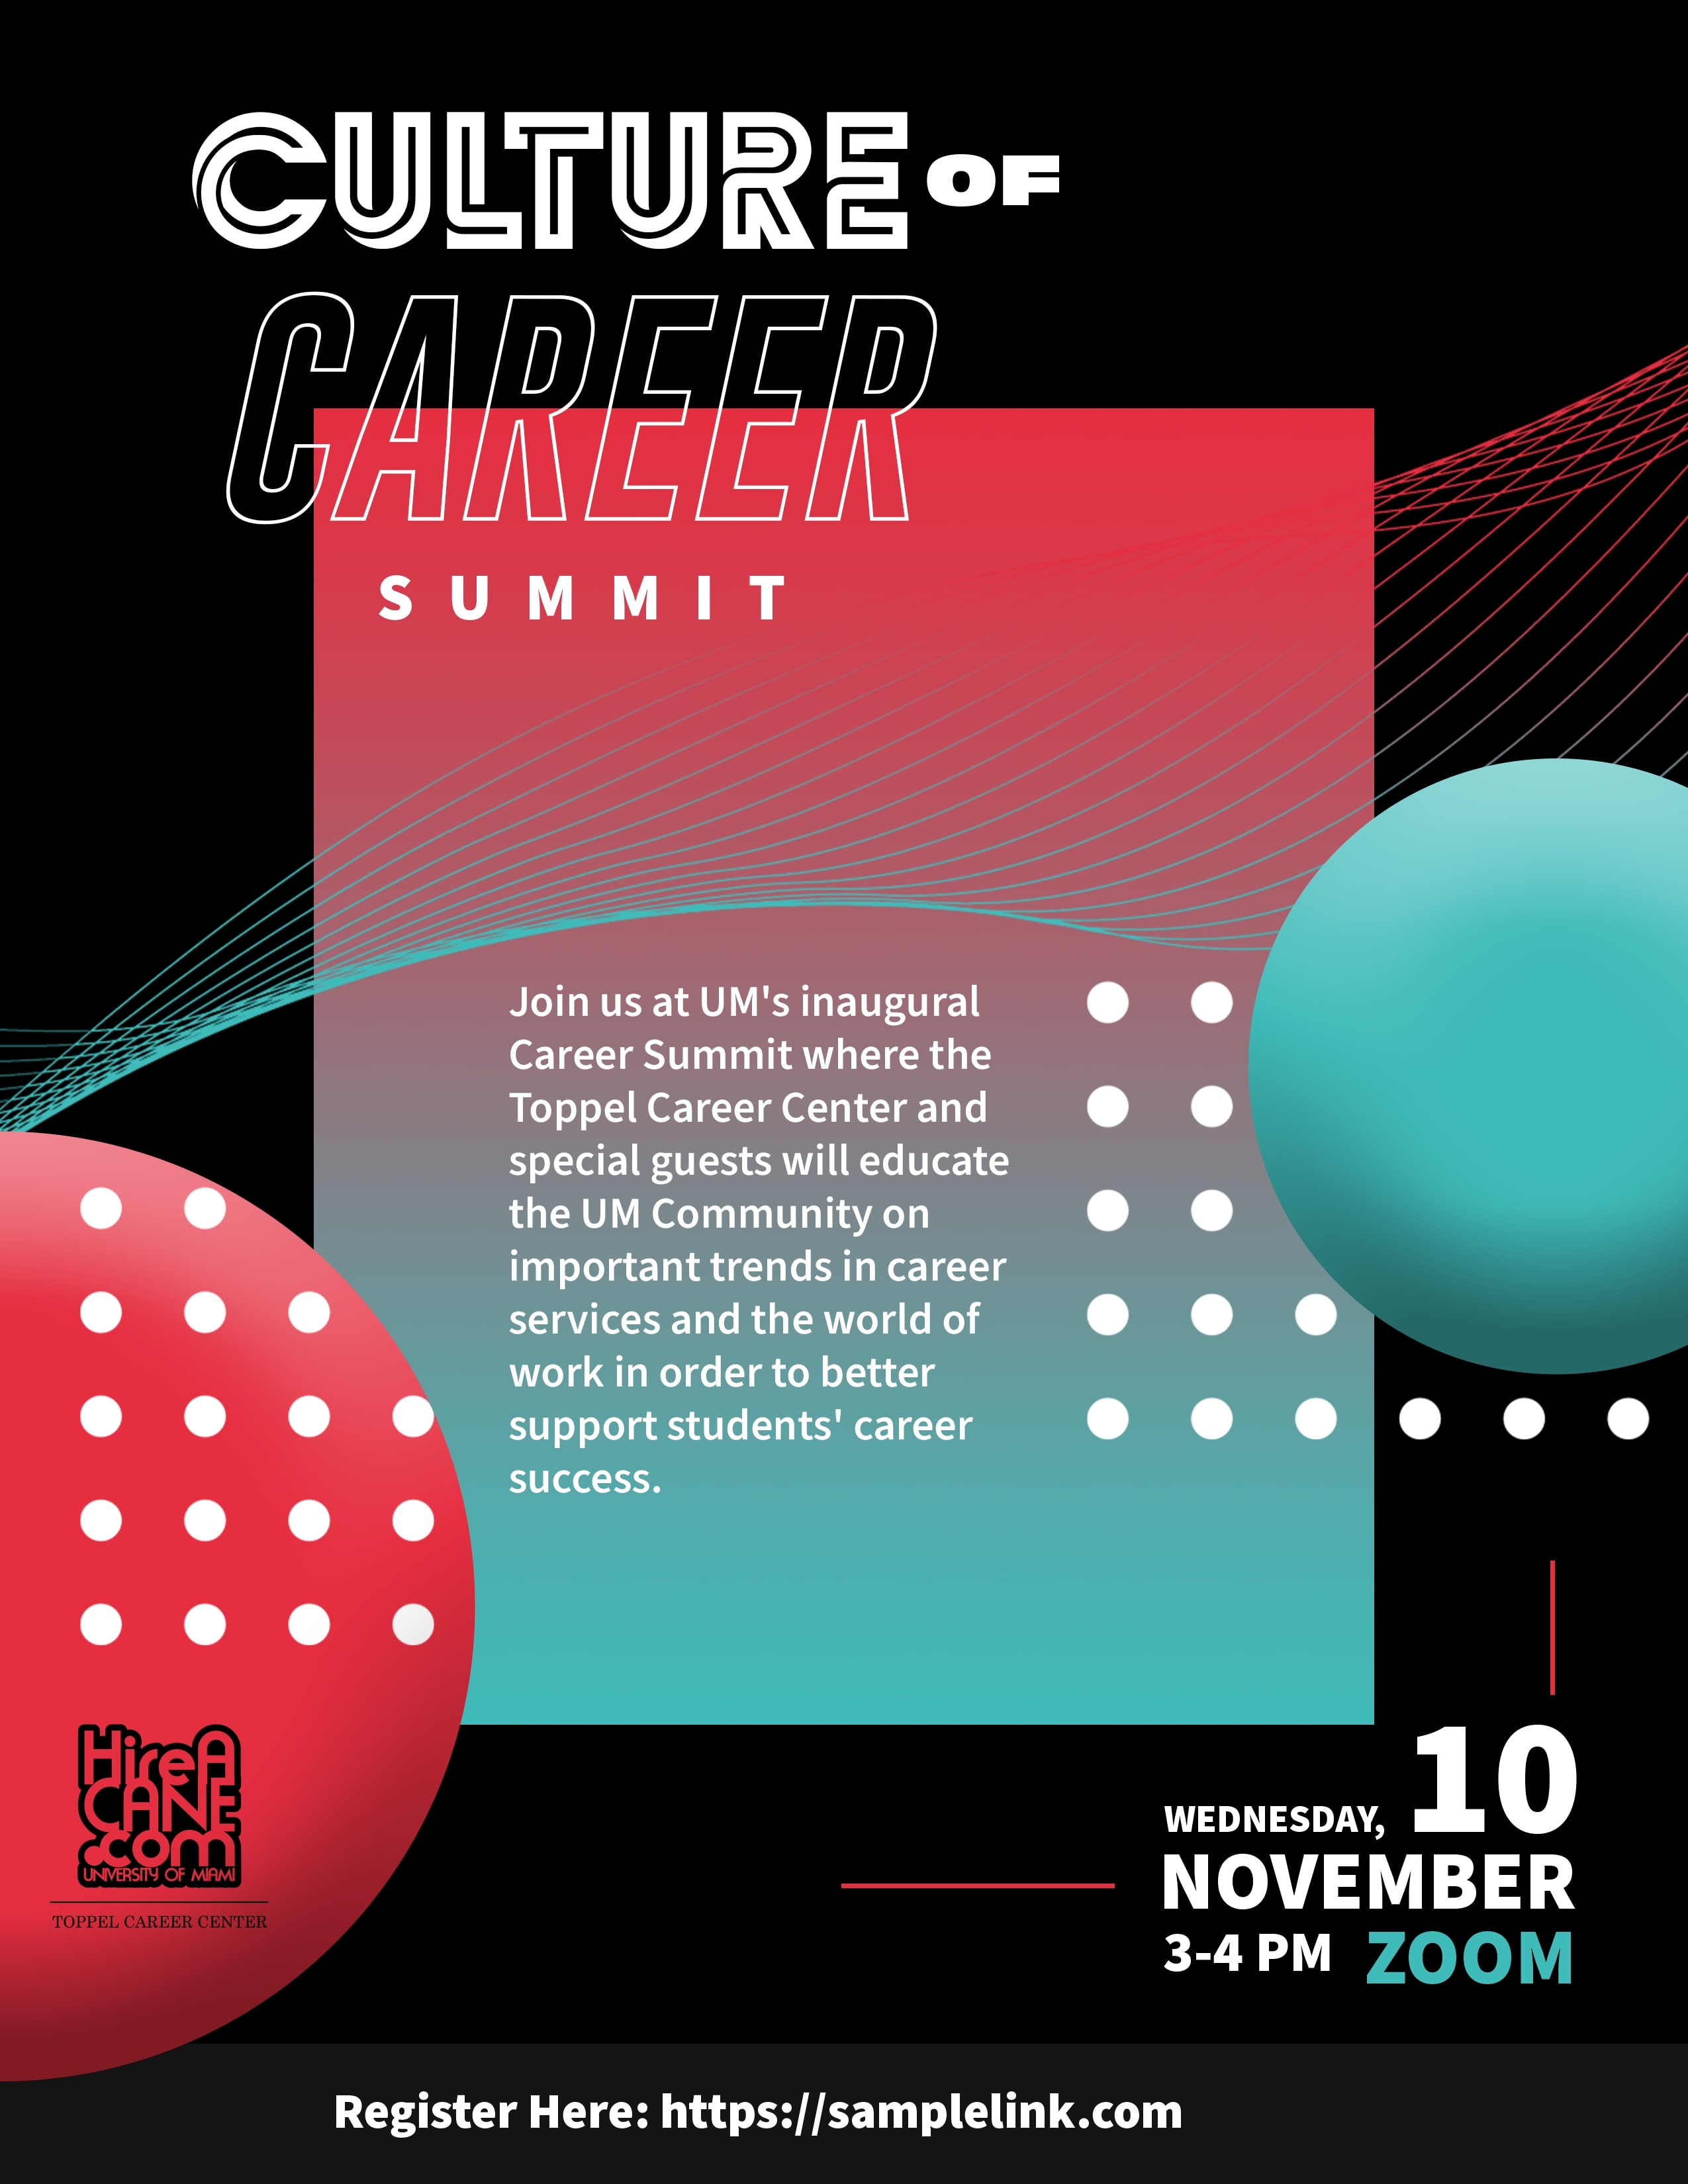 CULTURE OF
CAREER
SUMMIT
Join us at UM's inaugural
Career Summit where the
Toppel Career Center and
special guests will educate
the UM Community on
important trends in career
services and the world of
work in order to better
support students' career
success.
HireA
CANE
.com
UNIVERSITY OF MIAMI
TOPPEL CAREER CENTER
WEDNESDAY, 10
NOVEMBER
3-4 PM ZOOM
Register Here: https://samplelink.com